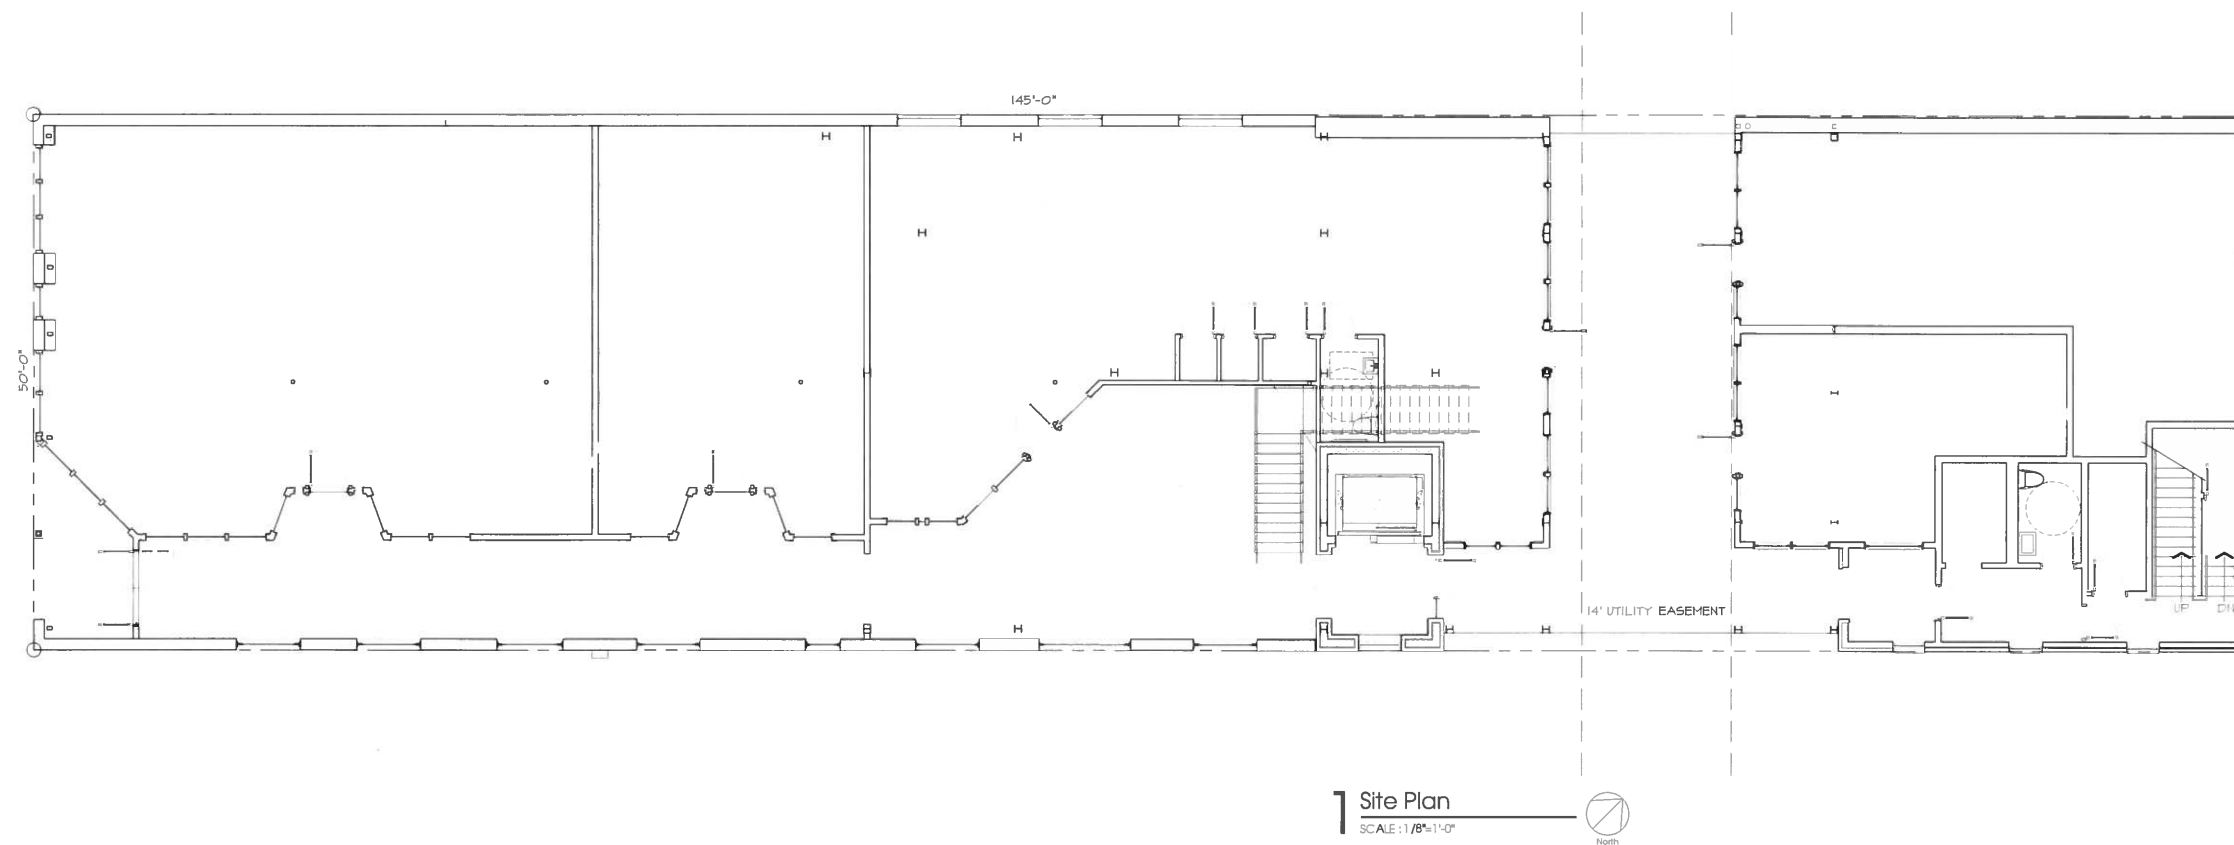 145'-0"
50'-0"
14' UTILITY EASEMENT
UP
DN
1
Site Plan
SCALE : 1/8"=1'-0"
North